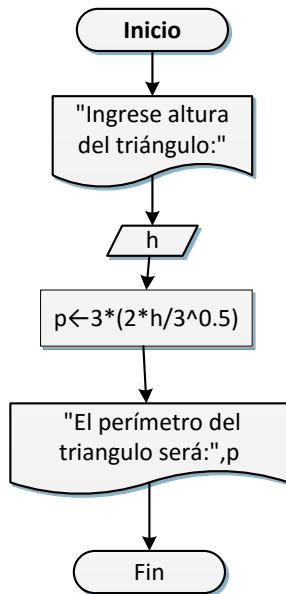 Inicio
"Ingrese altura
del triángulo:"
h
p←3*(2*h/3^0.5)
"El perímetro del
triangulo será:",p
Fin